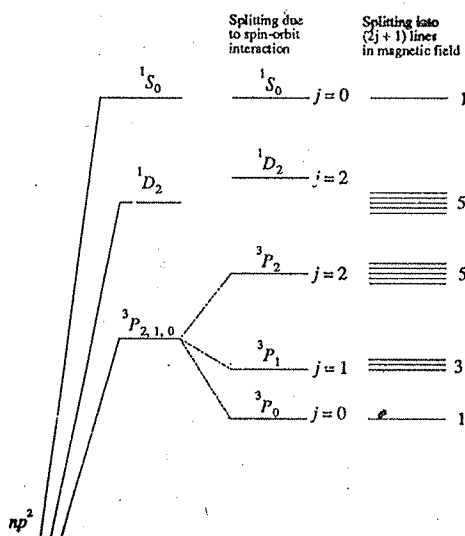 Splitting due
to spin-orbit
interaction
Splitting into
(2j + 1) lines
in magnetic field
¹S₀
¹S₀ j = 0
1
¹D₂
¹D₂ j = 2
5
³P₂ j = 2
5
³P₂, ₁, ₀
³P₁ j = 1
3
³P₀ j = 0
1
np²